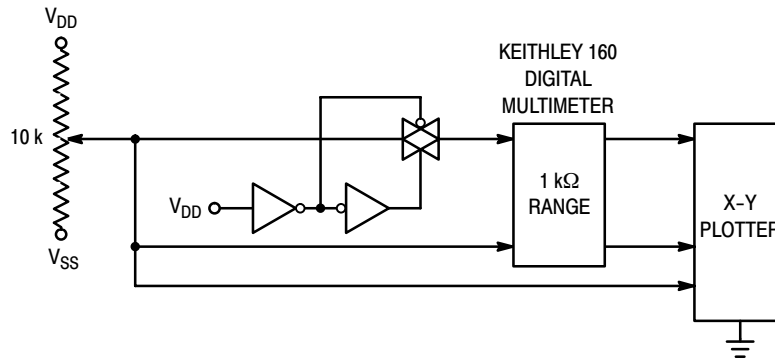 V_DD
10 k
V_SS
V_DD
KEITHLEY 160
DIGITAL
MULTIMETER
1 kΩ
RANGE
X-Y
PLOTTER